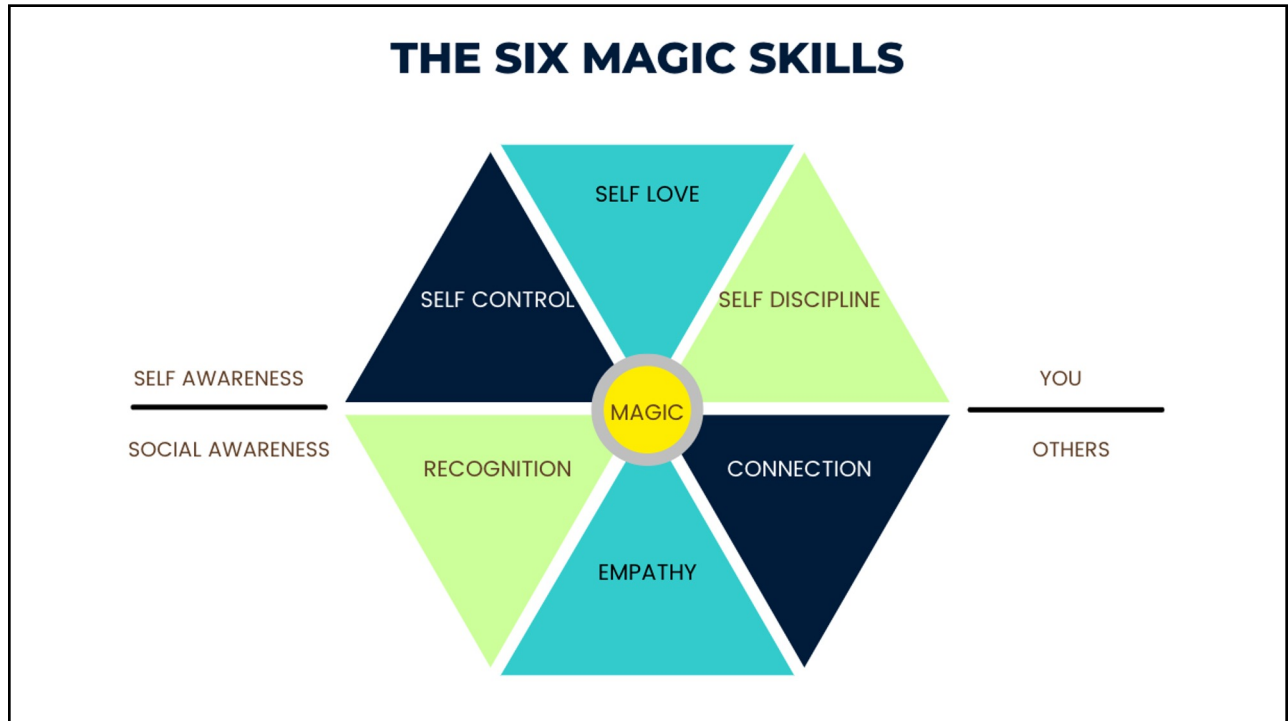 THE SIX MAGIC SKILLS
SELF LOVE
SELF CONTROL
SELF DISCIPLINE
SELF AWARENESS
YOU
MAGIC
SOCIAL AWARENESS
OTHERS
RECOGNITION
CONNECTION
EMPATHY